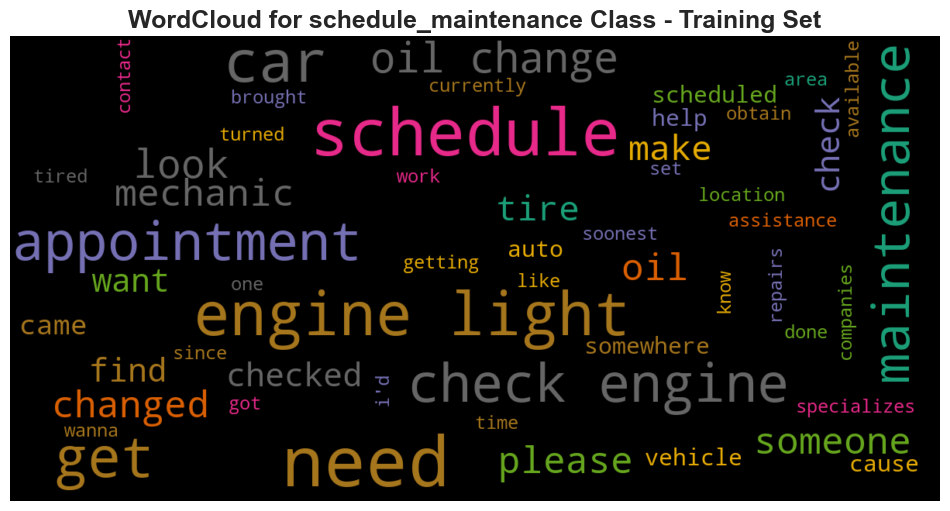 WordCloud for schedule_maintenance Class - Training Set
contact
car
oil change
area
available
maintenance
currently
brought
scheduled
help
obtain
check
turned
schedule
make
look
tired
mechanic
work
set
location
tire
assistance
appointment
soonest
auto
getting
oil
want
one
like
know
repairs
companies
engine light
came
done
since
somewhere
find
checked
i'd
check engine
changed
got
specializes
wanna
time
get
need
please
vehicle
someone
cause